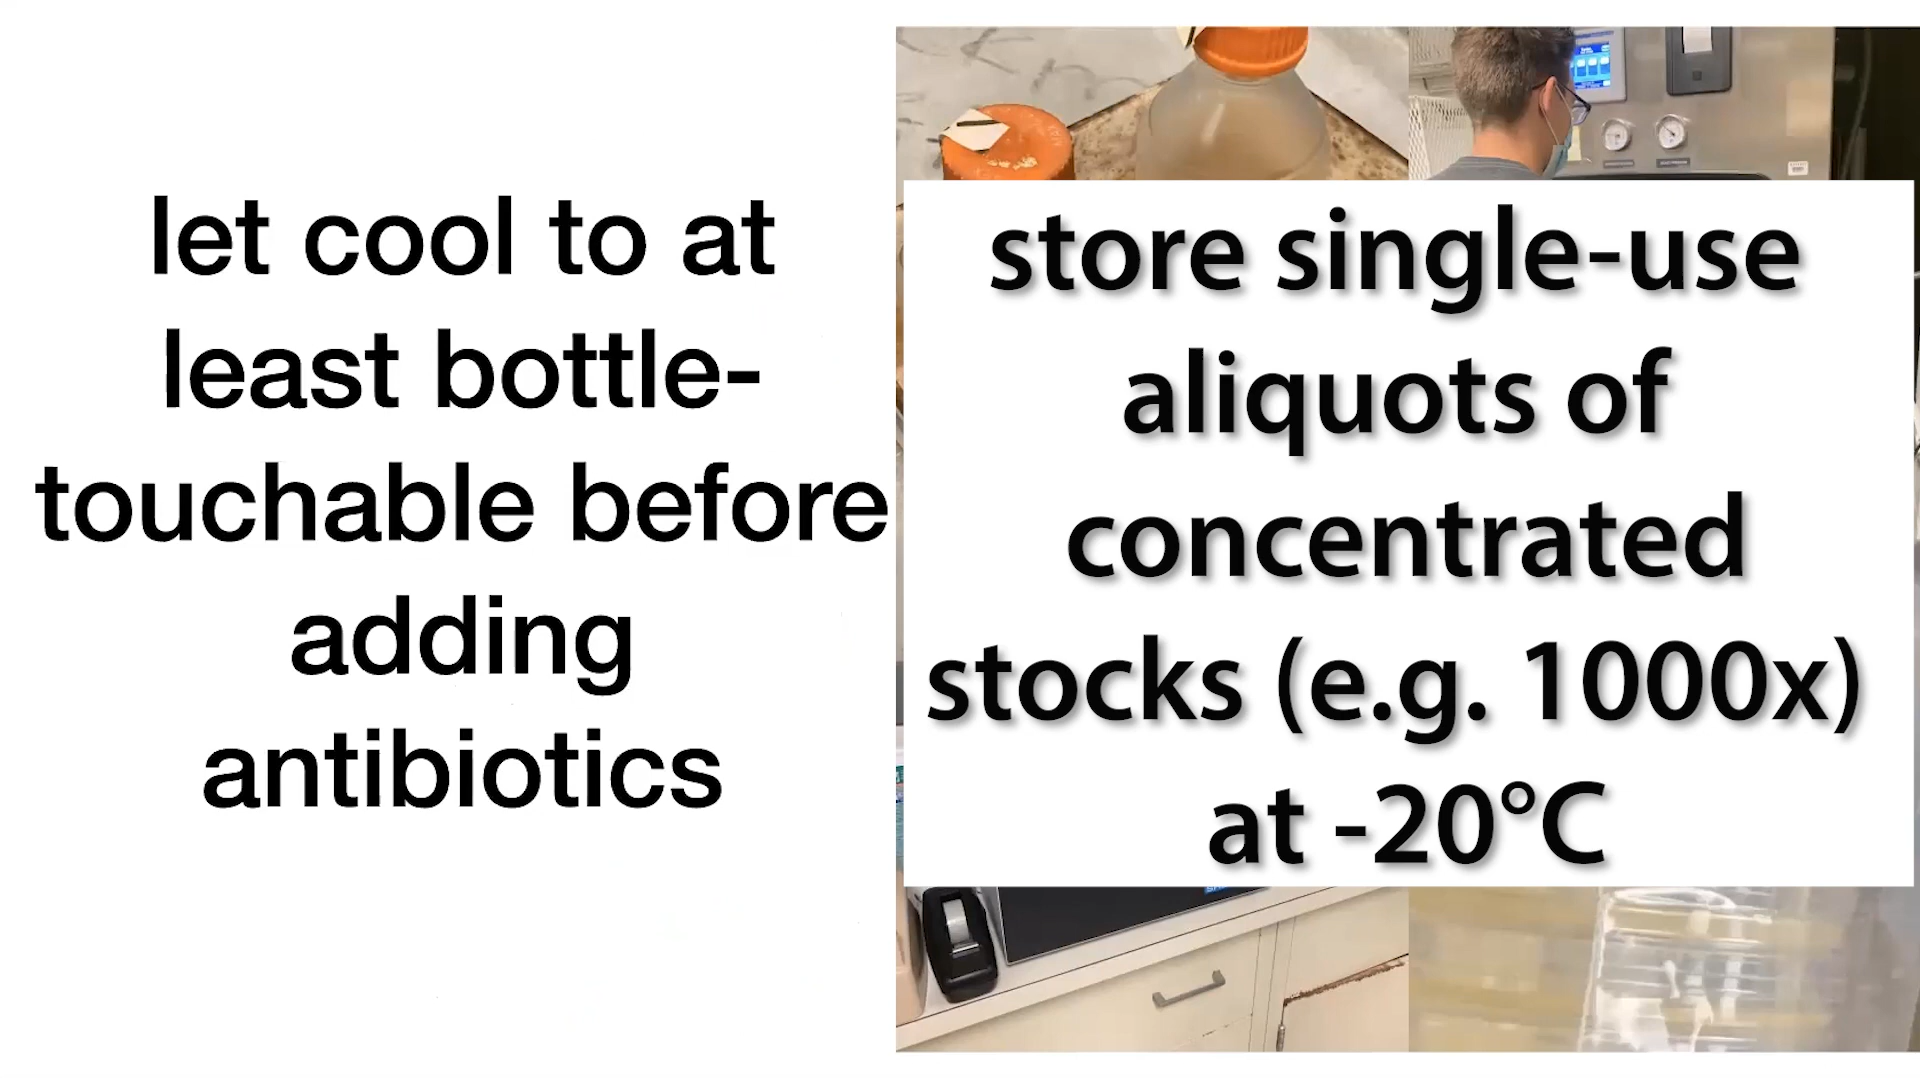 let cool to at
least bottle-
touchable before
adding
antibiotics
store single-use
aliquots of
concentrated
stocks (e.g. 1000x)
at -20°C